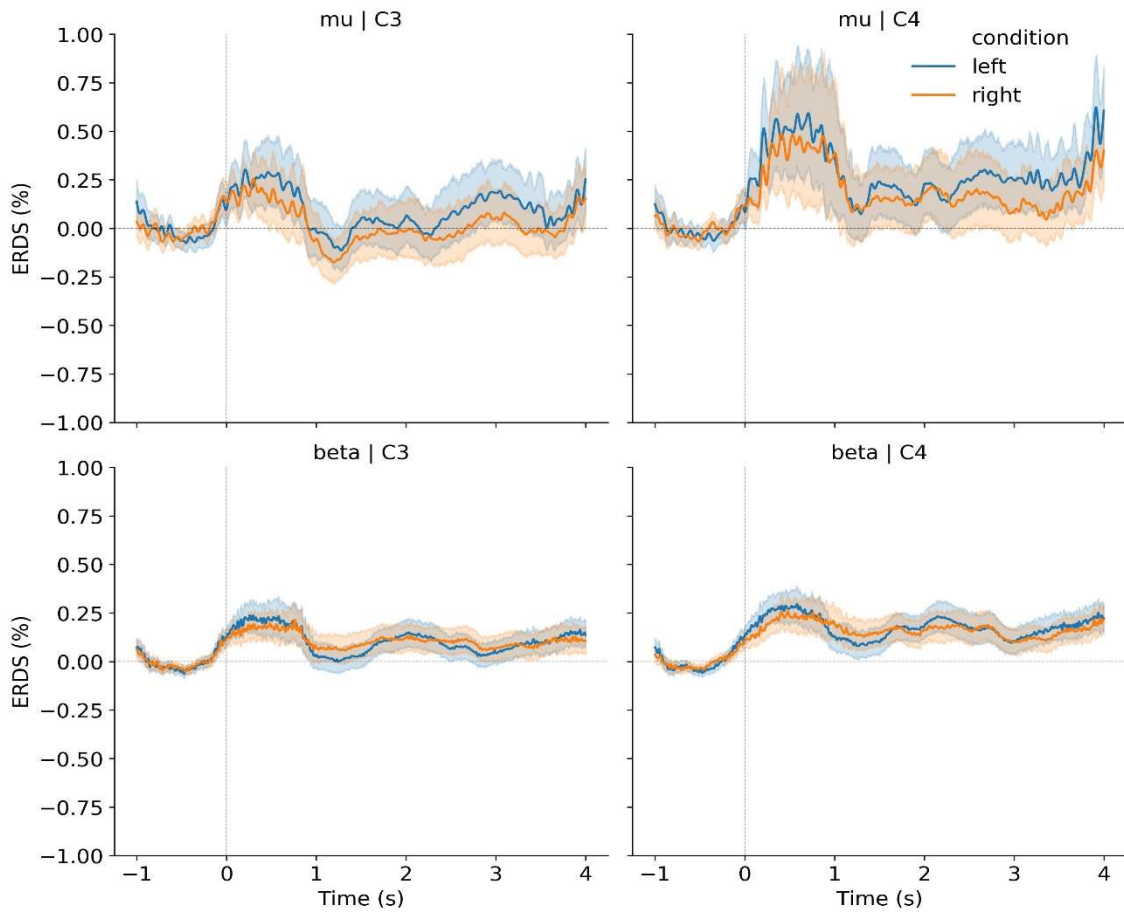 mu | C3
mu | C4
condition
left
right
1.00
0.75
0.50
0.25
0.00
−0.25
−0.50
−0.75
−1.00
ERDS (%)
beta | C3
beta | C4
1.00
0.75
0.50
0.25
0.00
−0.25
−0.50
−0.75
−1.00
ERDS (%)
−1 0 1 2 3 4
−1 0 1 2 3 4
Time (s)
Time (s)